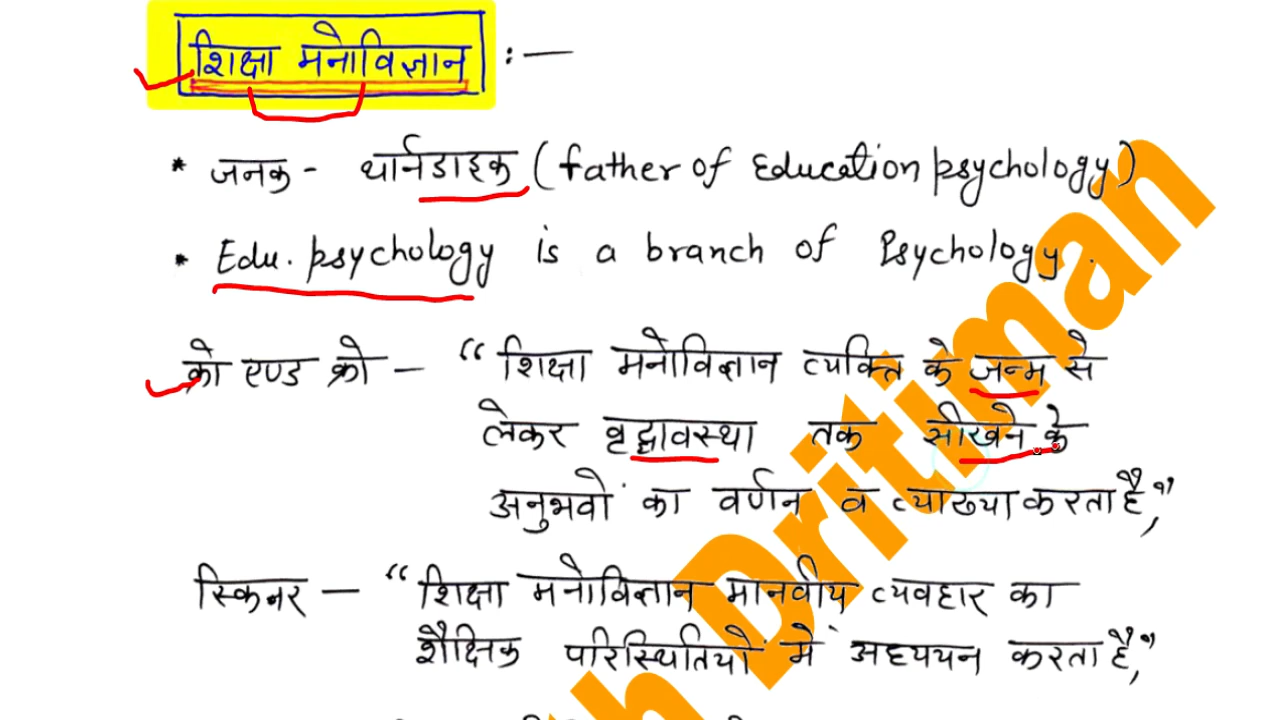 शिक्षा मनोविज्ञान :—
* जनक - थार्नडाइक (father of Education psychology)
* Edu. psychology is a branch of Psychology.
क्रो एण्ड क्रो — "शिक्षा मनोविज्ञान व्यक्ति के जन्म से
लेकर वृद्धावस्था तक सीखने के
अनुभवों का वर्णन व व्याख्या करता है,"
स्किनर — "शिक्षा मनोविज्ञान मानवीय व्यवहार का
शैक्षिक परिस्थितियों में अध्ययन करता है,"
Dritiman